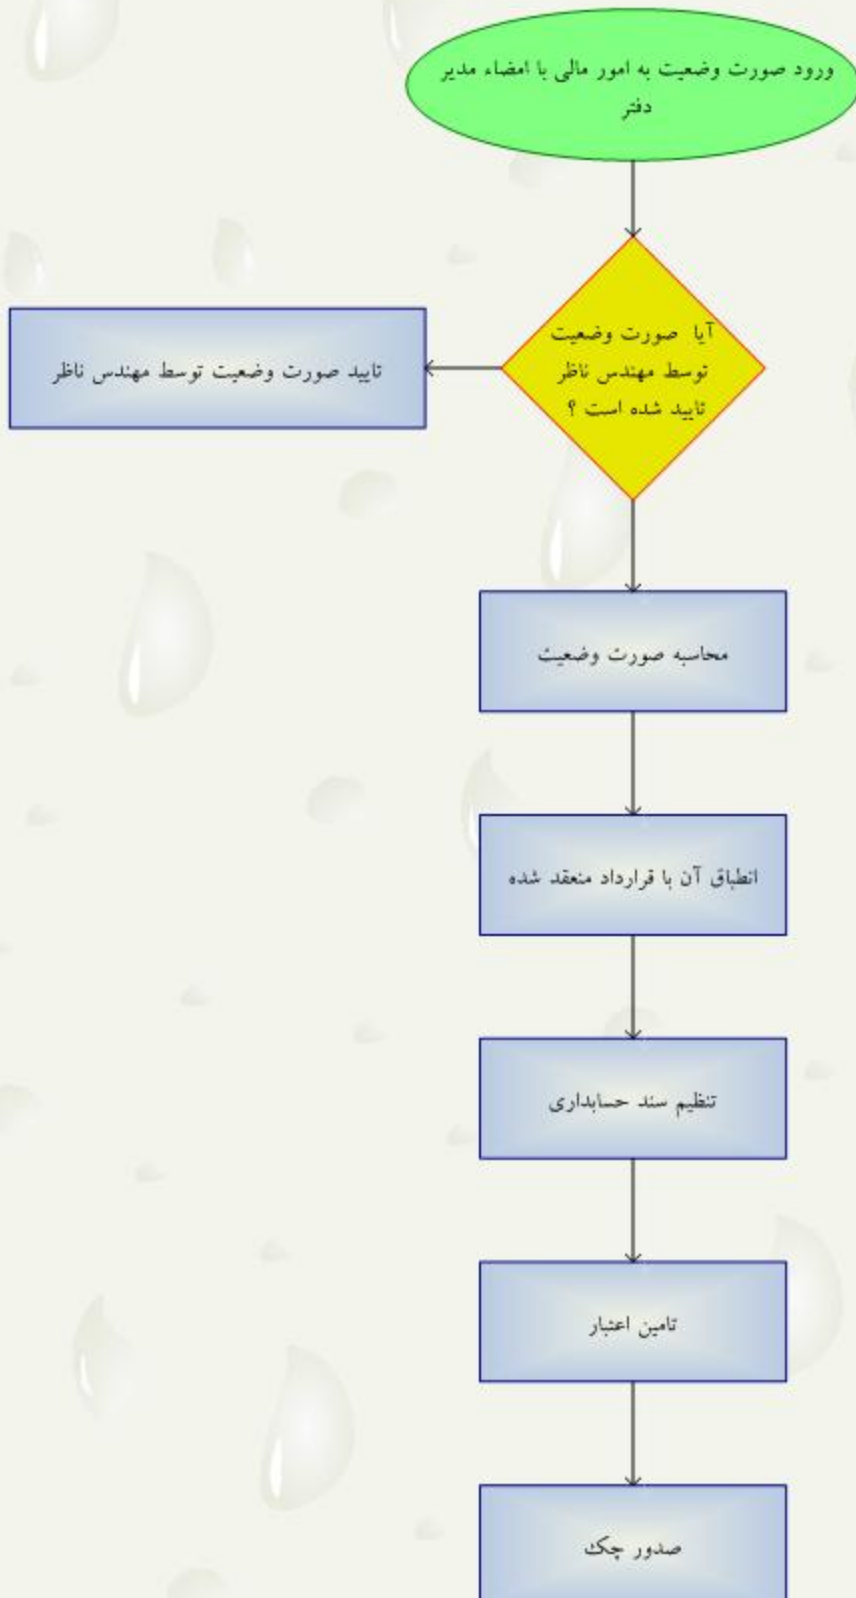 ورود صورت وضعیت به امور مالی با امضاء مدیر
دفتر
آیا صورت وضعیت
توسط مهندس ناظر
تایید شده است ؟
تایید صورت وضعیت توسط مهندس ناظر
محاسبه صورت وضعیت
انطباق آن با قرارداد منعقد شده
تنظیم سند حسابداری
تامین اعتبار
صدور چک